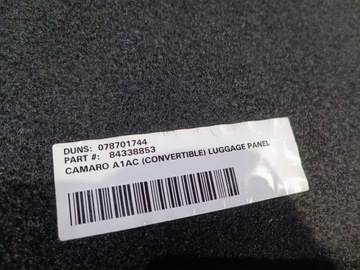 DUNS: 078701744
PART #: 84338853
CAMARO A1AC (CONVERTIBLE) LUGGAGE PANEL